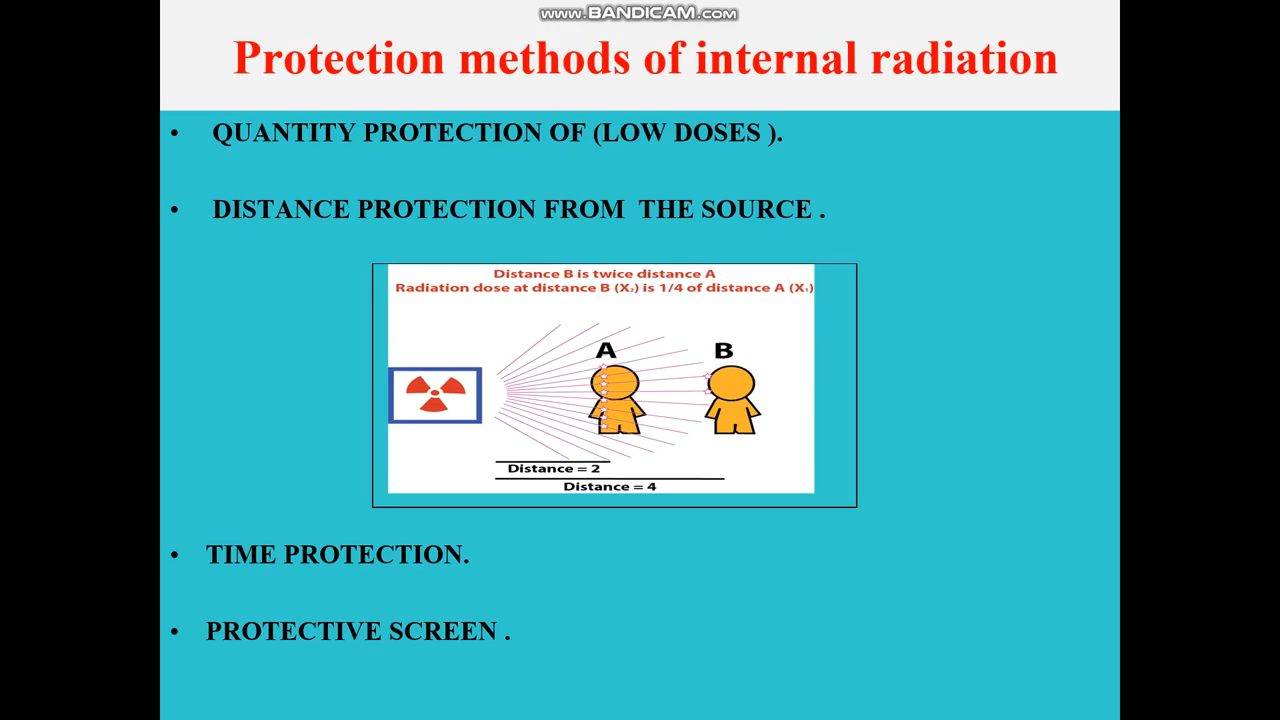 www.BANDICAM.com
Protection methods of internal radiation
• QUANTITY PROTECTION OF (LOW DOSES ).
• DISTANCE PROTECTION FROM THE SOURCE .
Distance B is twice distance A
Radiation dose at distance B (X₂) is 1/4 of distance A (X₁)
A B
Distance = 2
Distance = 4
• TIME PROTECTION.
• PROTECTIVE SCREEN .